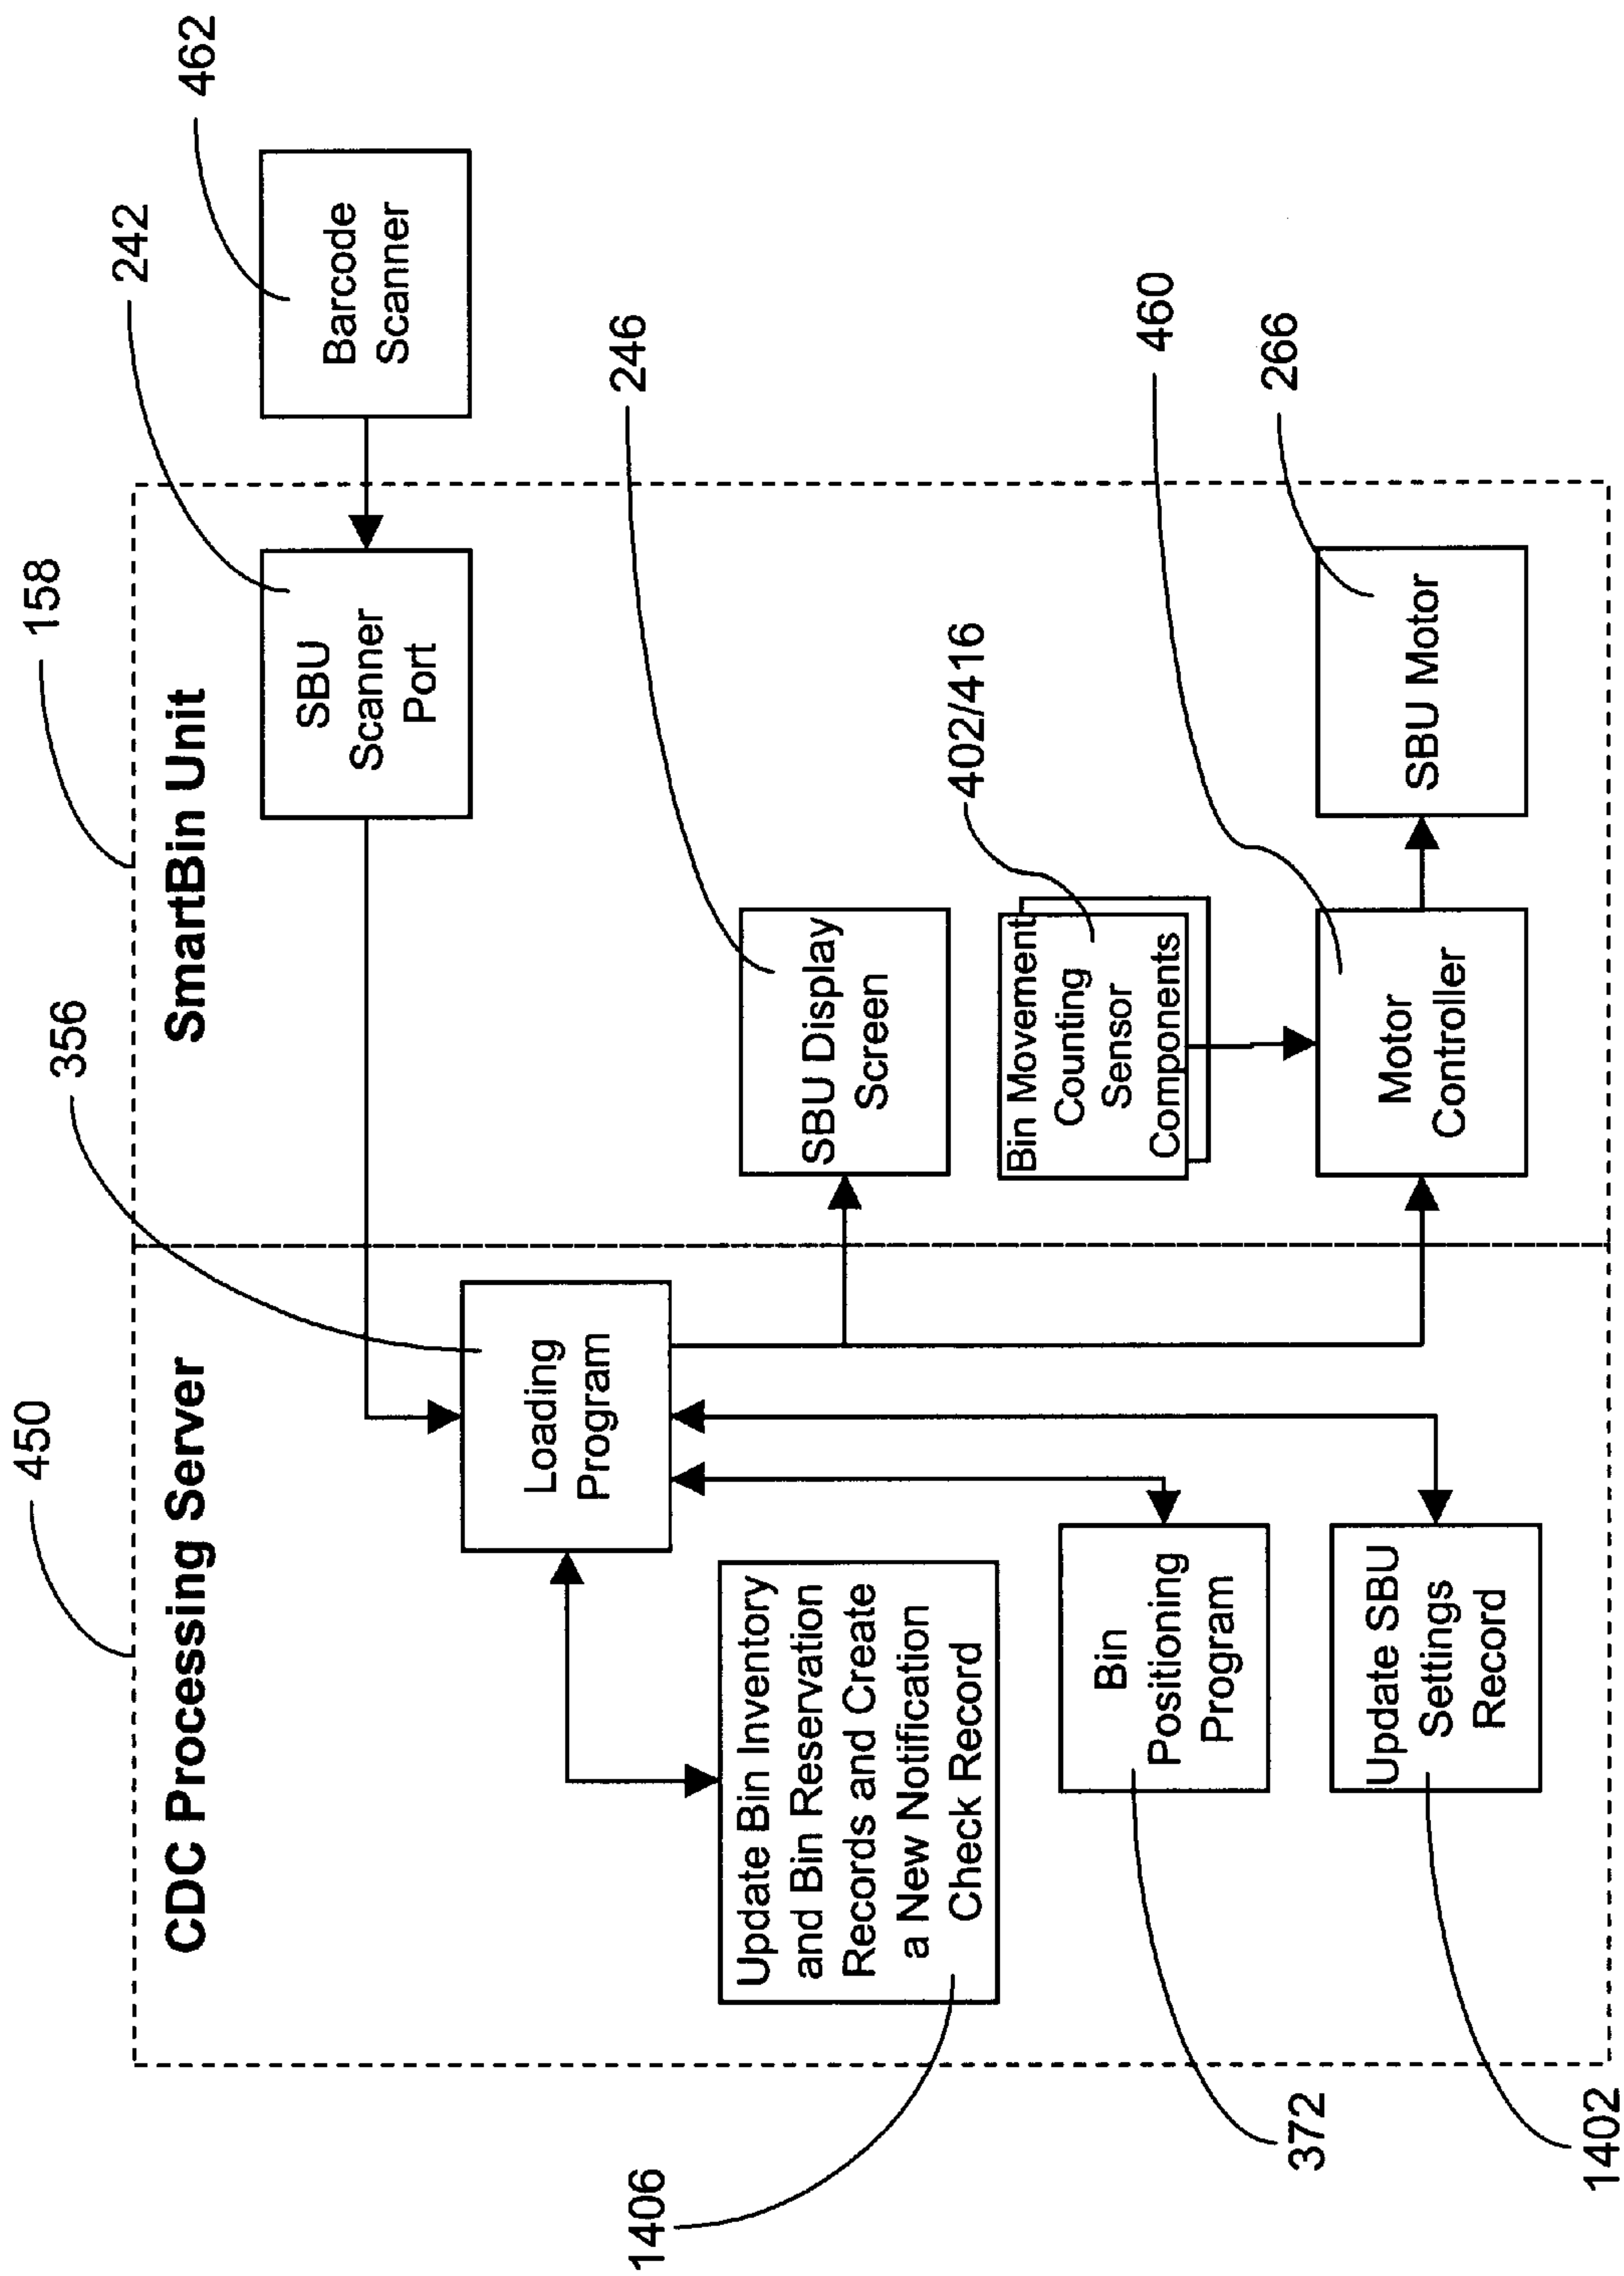 450
CDC Processing Server
158
SmartBin Unit
356
242
462
Loading
Program
SBU
Scanner
Port
Barcode
Scanner
Update Bin Inventory
and Bin Reservation
Records and Create
a New Notification
Check Record
1406
SBU Display
Screen
246
Bin Movement
Counting
Sensor
Components
402/416
Bin
Positioning
Program
372
Update SBU
Settings
Record
1402
Motor
Controller
460
SBU Motor
266